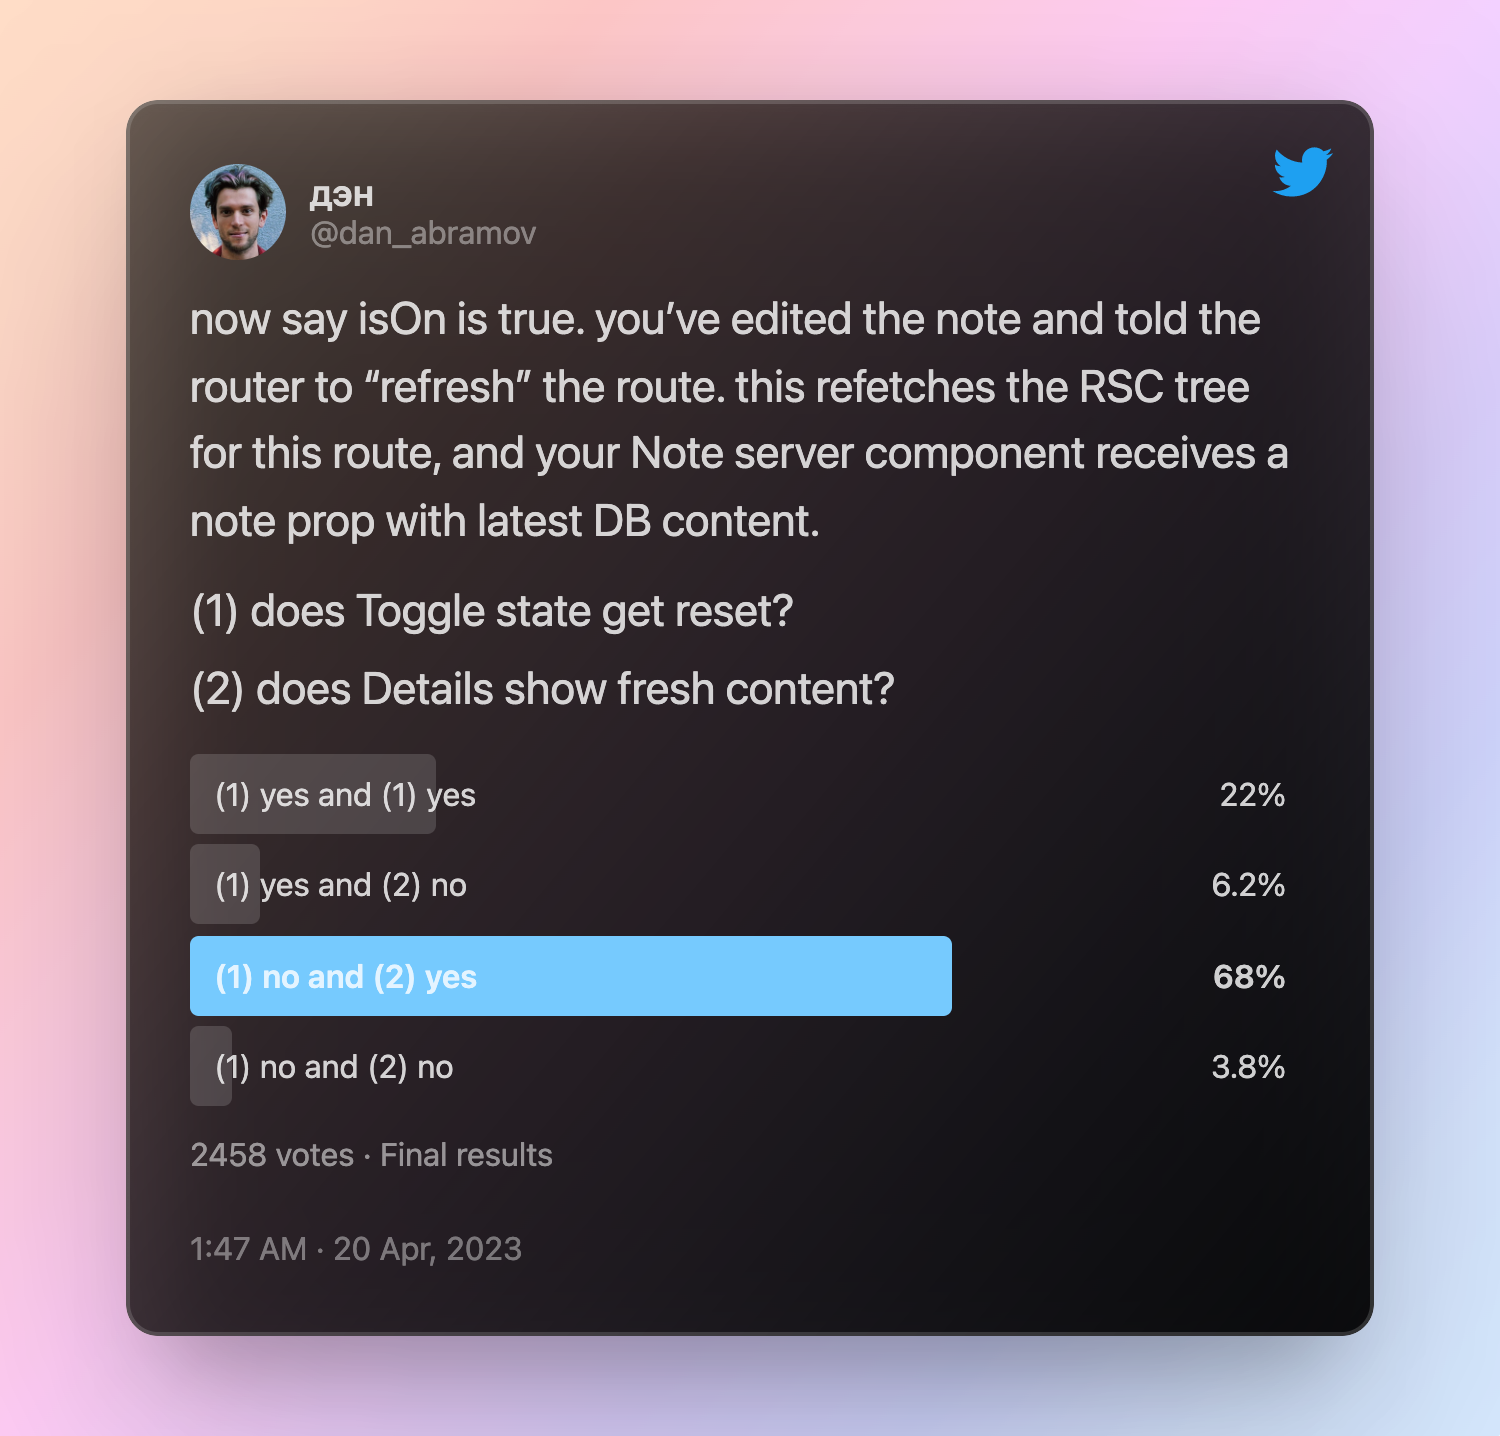 дэн
@dan_abramov
now say isOn is true. you’ve edited the note and told the
router to “refresh” the route. this refetches the RSC tree
for this route, and your Note server component receives a
note prop with latest DB content.
(1) does Toggle state get reset?
(2) does Details show fresh content?
(1) yes and (1) yes 22%
(1) yes and (2) no 6.2%
(1) no and (2) yes 68%
(1) no and (2) no 3.8%
2458 votes · Final results
1:47 AM · 20 Apr, 2023